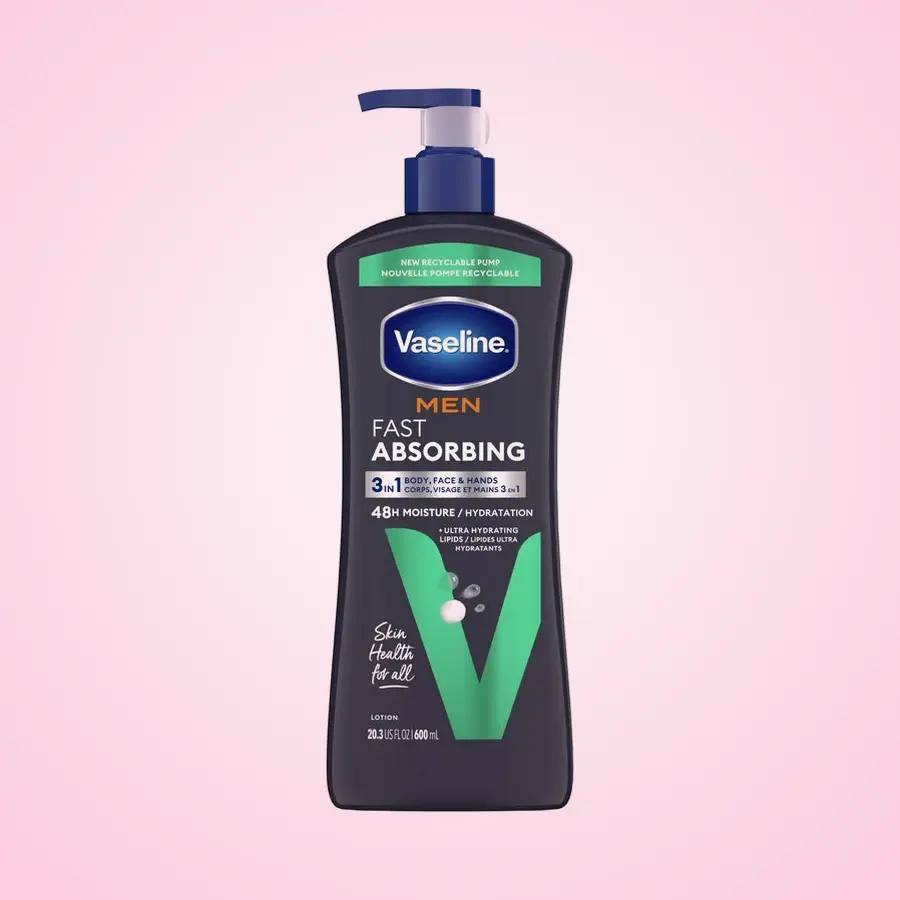 NEW RECYCLABLE PUMP
NOUVELLE POMPE RECYCLABLE
Vaseline®
MEN
FAST
ABSORBING
3 IN 1 BODY, FACE & HANDS
CORPS, VISAGE ET MAINS 3 EN 1
48H MOISTURE / HYDRATATION
+ ULTRA HYDRATING
LIPIDS / LIPIDES ULTRA
HYDRATANTS
Skin
Health
for all
LOTION
20.3 US FL OZ | 600 mL